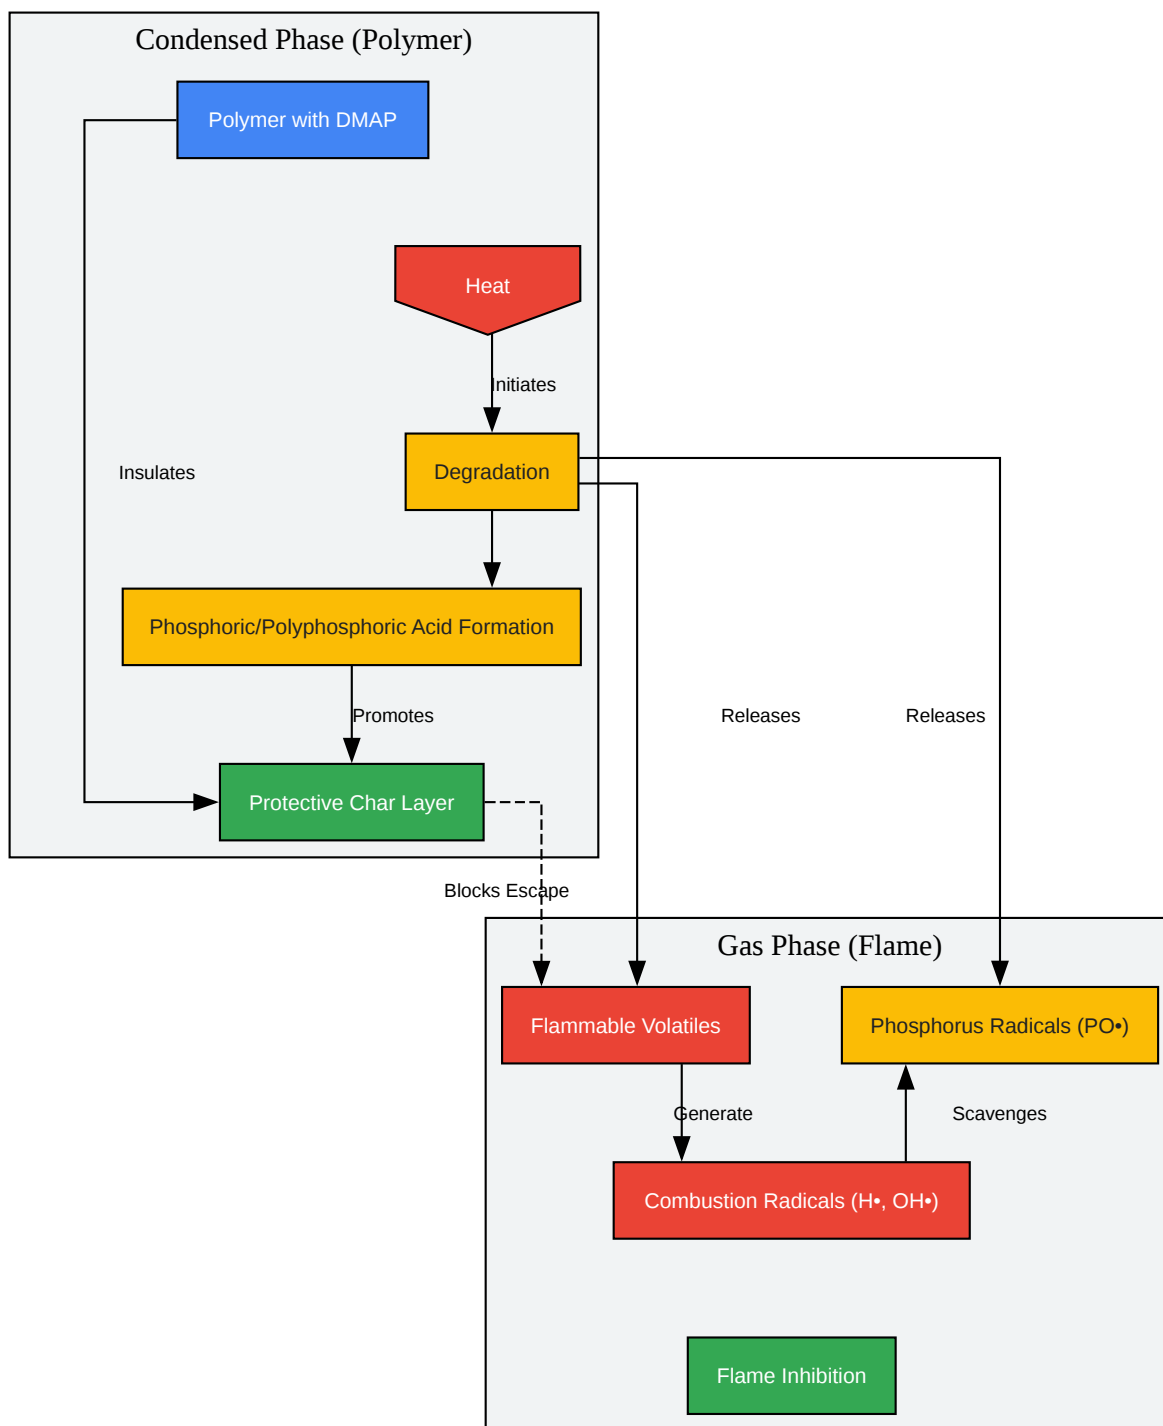 Condensed Phase (Polymer)
Polymer with DMAP
Heat
Initiates
Insulates
Degradation
Phosphoric/Polyphosphoric Acid Formation
Promotes
Releases
Releases
Protective Char Layer
Blocks Escape
Gas Phase (Flame)
Flammable Volatiles
Phosphorus Radicals (PO•)
Generate
Scavenges
Combustion Radicals (H•, OH•)
Flame Inhibition